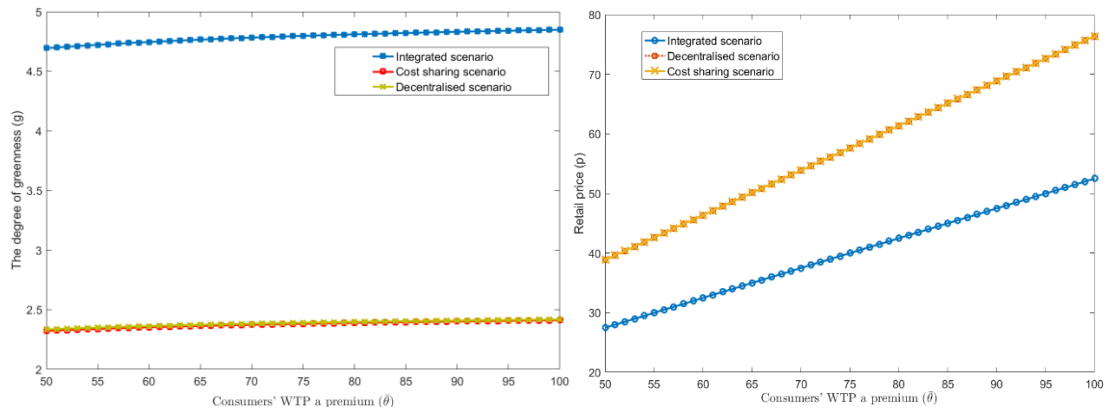 5
4.5
4
3.5
3
2.5
2
The degree of greenness (g)
Integrated scenario
Cost sharing scenario
Decentralised scenario
50 55 60 65 70 75 80 85 90 95 100
Consumers' WTP a premium (θ̄)
80
70
60
50
40
30
20
Retail price (p)
Integrated scenario
Decentralised scenario
Cost sharing scenario
50 55 60 65 70 75 80 85 90 95 100
Consumers' WTP a premium (θ̄)